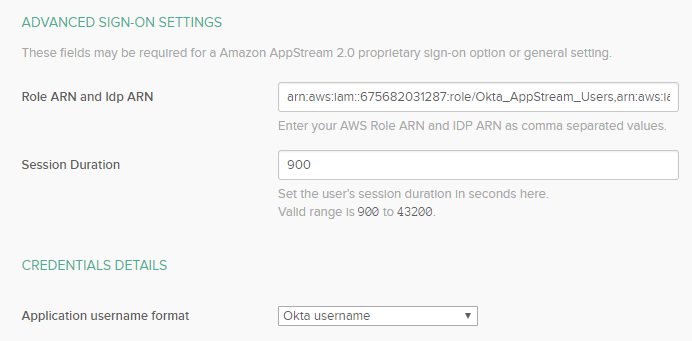 ADVANCED SIGN-ON SETTINGS
These fields may be required for a Amazon AppStream 2.0 proprietary sign-on option or general setting.
Role ARN and Idp ARN
arn:aws:iam::675682031287:role/Okta_AppStream_Users,arn:aws:ia
Enter your AWS Role ARN and IDP ARN as comma separated values.
Session Duration
900
Set the user's session duration in seconds here.
Valid range is 900 to 43200.
CREDENTIALS DETAILS
Application username format
Okta username